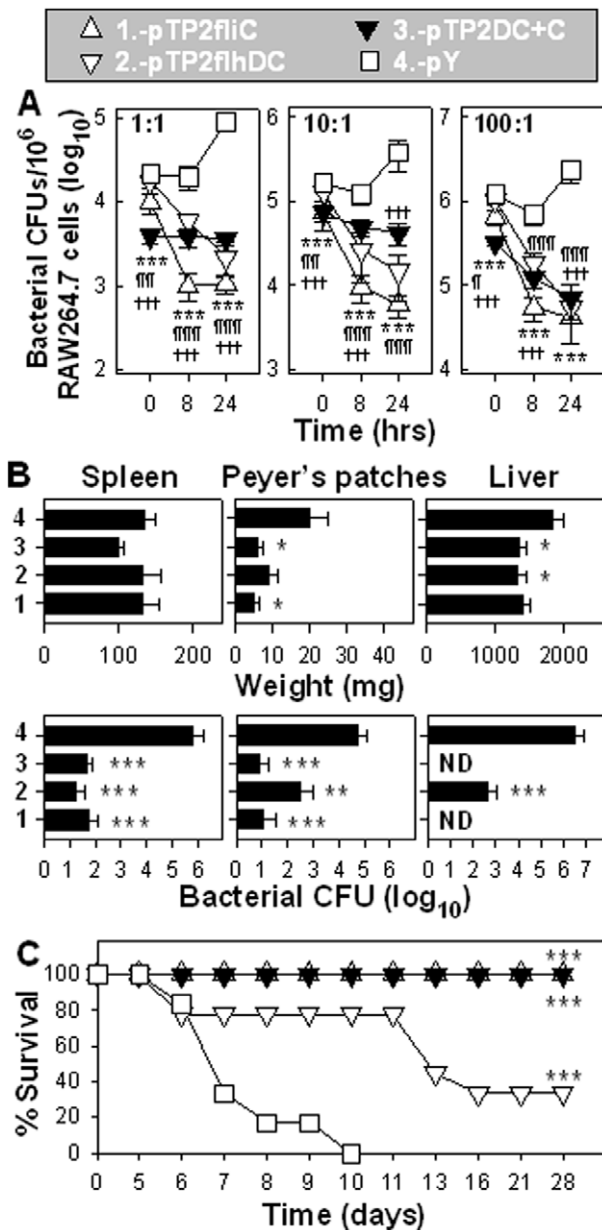 1.-pTP2fliC 3.-pTP2DC+C
2.-pTP2flhDC 4.-pY
A
Bacterial CFUs/10⁶
RAW264.7 cells (log₁₀)
5 1:1 6 10:1 7 100:1
4 5 6
3 4 5
2 3 4
+++
*** *** *** ¶¶¶ ¶¶¶
¶¶ ¶¶ ¶ +++
+++ +++ +++
*** *** *** *** *** ***
¶¶¶ ¶¶¶ ¶¶¶ ¶¶¶ +++
+++ +++ +++
0 8 24 0 8 24 0 8 24
Time (hrs)
B Spleen Peyer's patches Liver
4
3 * *
2 *
1 *
0 100 200 0 20 40 0 1000 2000
Weight (mg)
4
3 *** *** ND
2 *** ** ***
1 *** *** ND
0 1 2 3 4 5 6 0 1 2 3 4 5 6 0 1 2 3 4 5 6 7
Bacterial CFU (log₁₀)
C
% Survival
100 ***
80 ***
60
40 ***
20
0
0 5 6 7 8 9 10 11 13 16 21 28
Time (days)